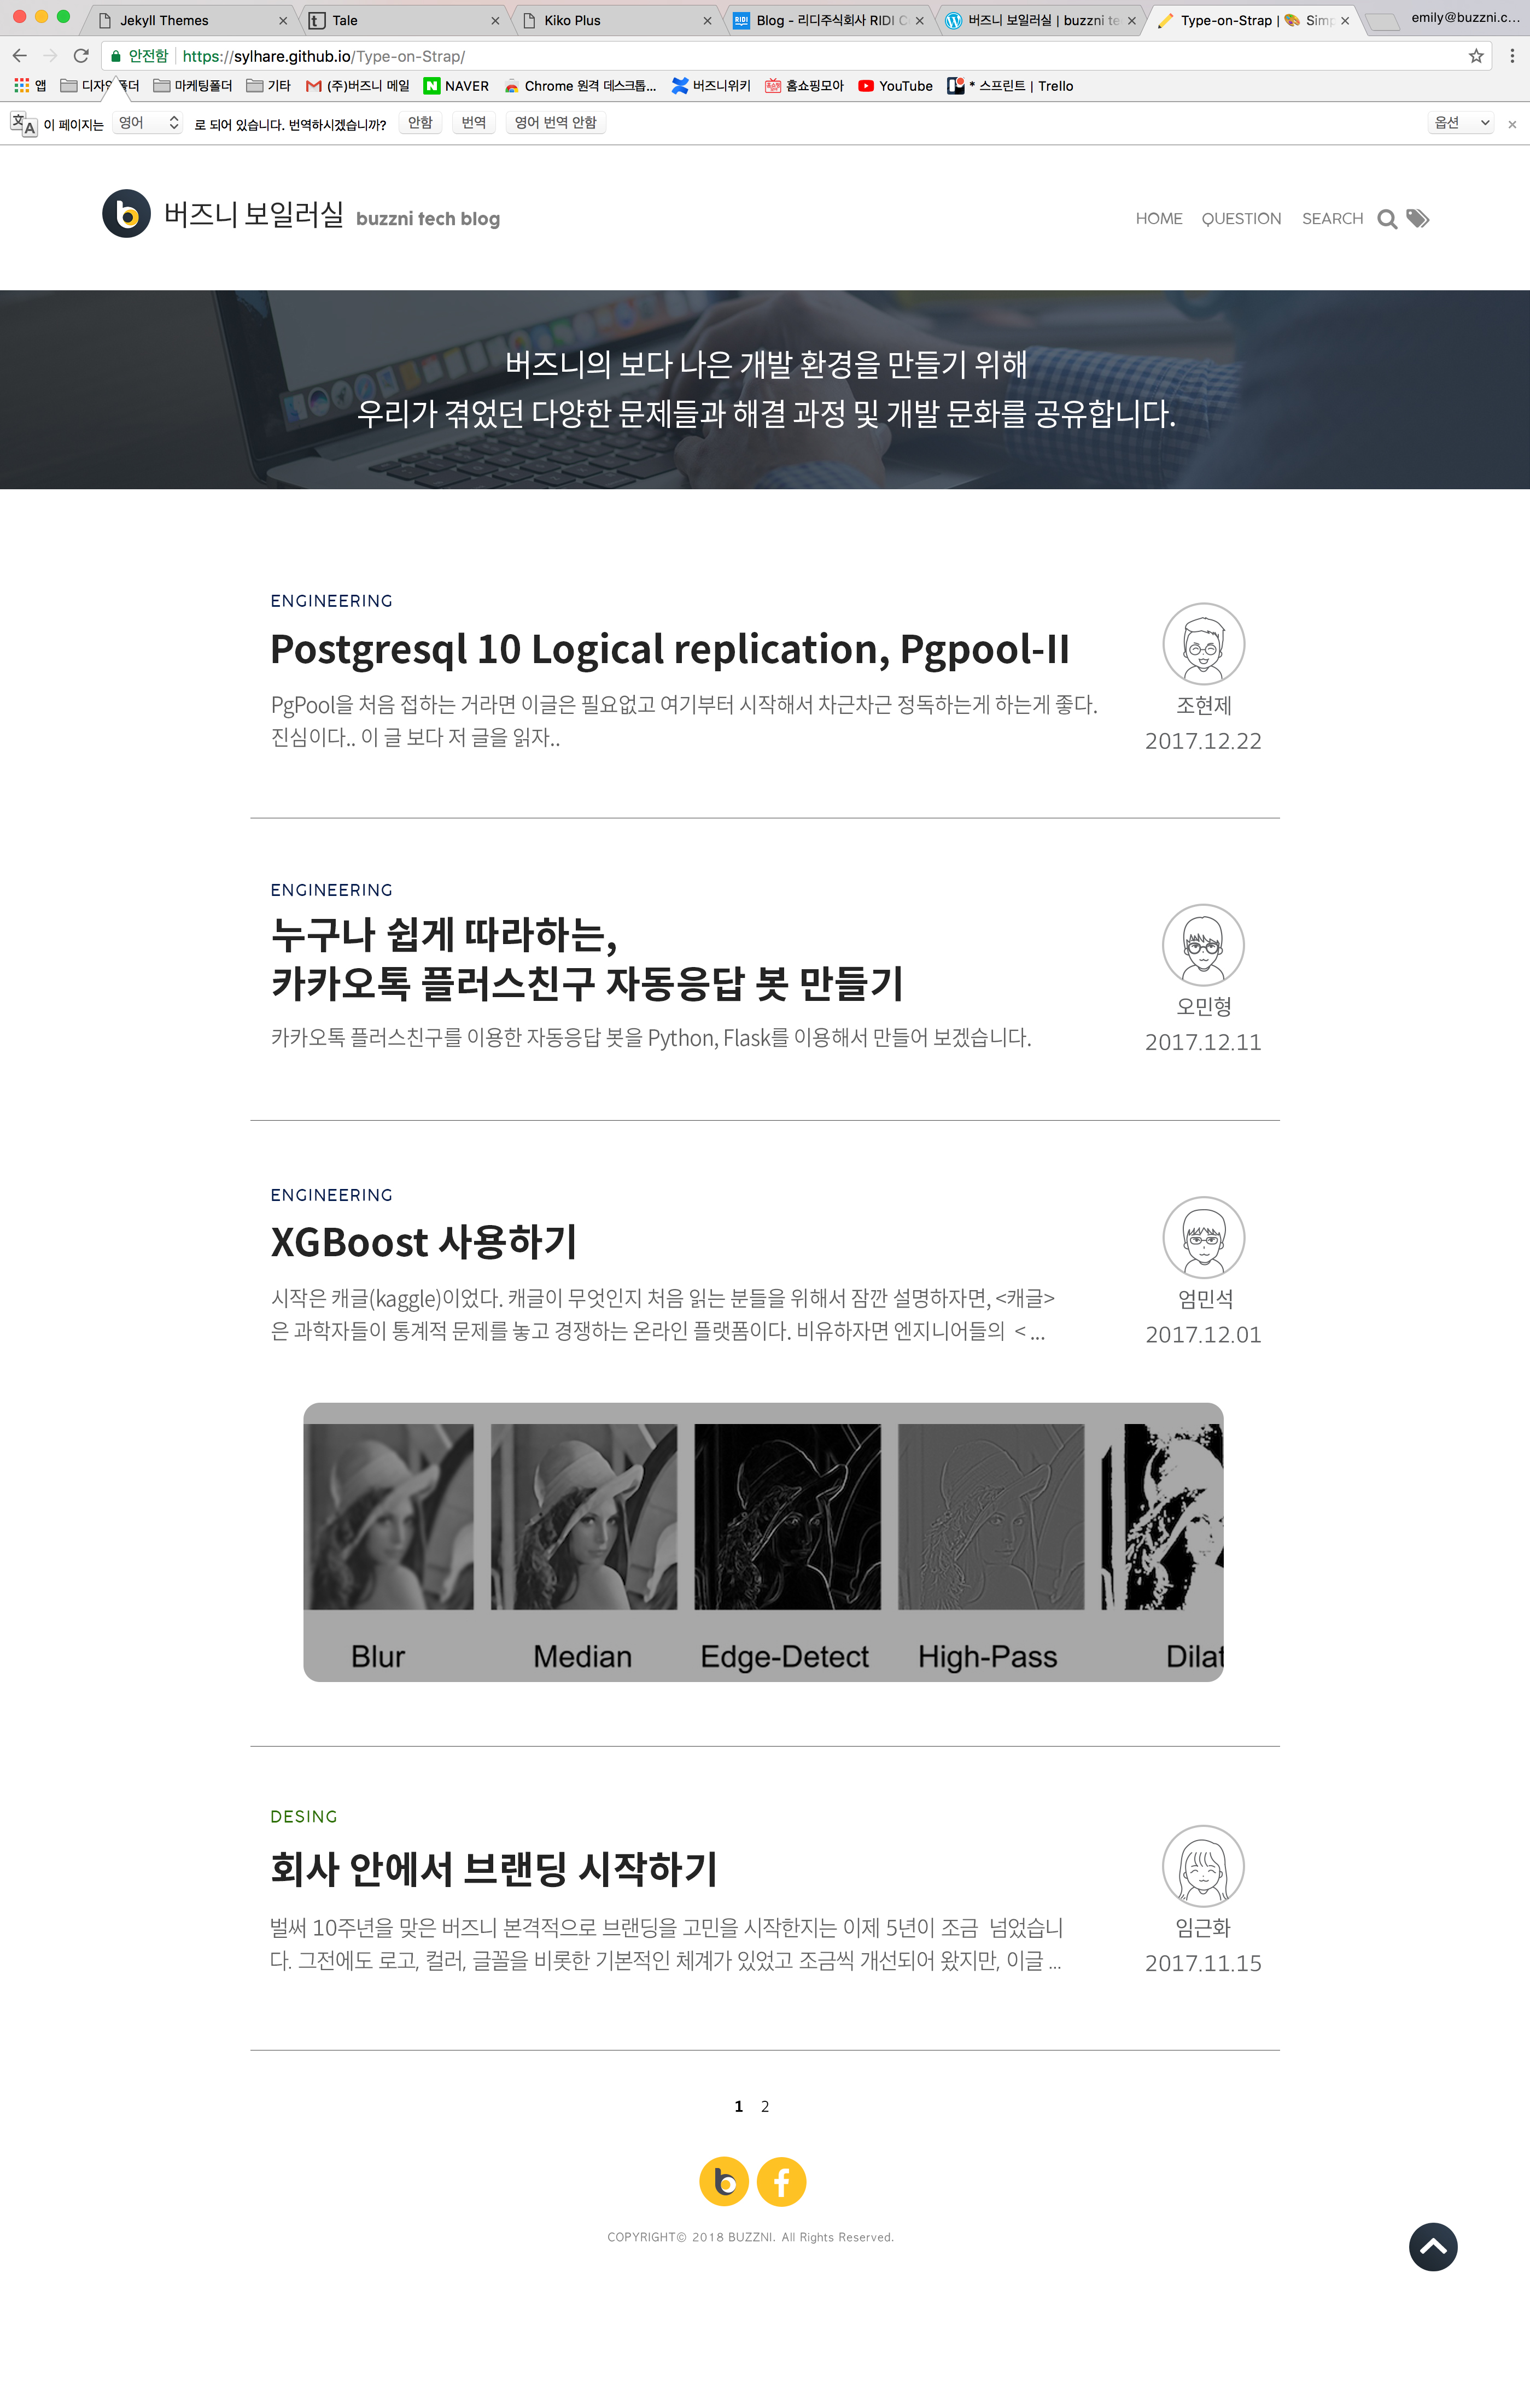 Jekyll Themes
Tale
Kiko Plus
Blog - 리디주식회사 RIDI C
버즈니 보일러실 | buzzni te
Type-on-Strap | 🎨 Simp
emily@buzzni.c...
안전함
https://sylhare.github.io/Type-on-Strap/
앱
마케팅폴더
기타
(주)버즈니 메일
NAVER
Chrome 원격 데스크톱...
버즈니위키
홈쇼핑모아
YouTube
* 스프린트 | Trello
이 페이지는 영어 로 되어 있습니다. 번역하시겠습니까? 안함 번역 영어 번역 안함 옵션
버즈니 보일러실 buzzni tech blog
HOME QUESTION SEARCH
버즈니의 보다 나은 개발 환경을 만들기 위해
우리가 겪었던 다양한 문제들과 해결 과정 및 개발 문화를 공유합니다.
ENGINEERING
Postgresql 10 Logical replication, Pgpool-II
PgPool을 처음 접하는 거라면 이글은 필요없고 여기부터 시작해서 차근차근 정독하는게 하는게 좋다.
진심이다.. 이 글 보다 저 글을 읽자..
조현제
2017.12.22
ENGINEERING
누구나 쉽게 따라하는,
카카오톡 플러스친구 자동응답 봇 만들기
카카오톡 플러스친구를 이용한 자동응답 봇을 Python, Flask를 이용해서 만들어 보겠습니다.
오민형
2017.12.11
ENGINEERING
XGBoost 사용하기
시작은 캐글(kaggle)이었다. 캐글이 무엇인지 처음 읽는 분들을 위해서 잠깐 설명하자면, <캐글>
은 과학자들이 통계적 문제를 놓고 경쟁하는 온라인 플랫폼이다. 비유하자면 엔지니어들의 < ...
엄민석
2017.12.01
Blur Median Edge-Detect High-Pass Dilat
DESING
회사 안에서 브랜딩 시작하기
벌써 10주년을 맞은 버즈니 본격적으로 브랜딩을 고민을 시작한지는 이제 5년이 조금 넘었습니
다. 그전에도 로고, 컬러, 글꼴을 비롯한 기본적인 체계가 있었고 조금씩 개선되어 왔지만, 이글 ...
임근화
2017.11.15
1 2
COPYRIGHT© 2018 BUZZNI. All Rights Reserved.